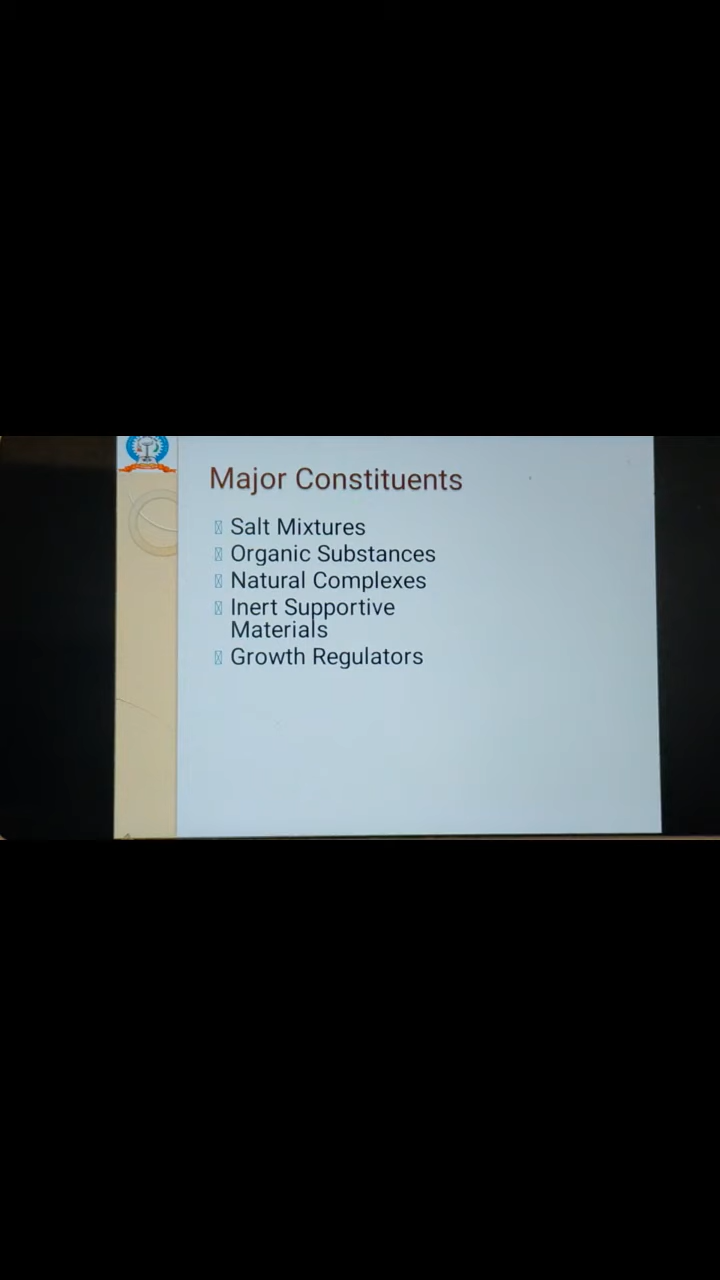 Major Constituents
Salt Mixtures
Organic Substances
Natural Complexes
Inert Supportive
Materials
Growth Regulators